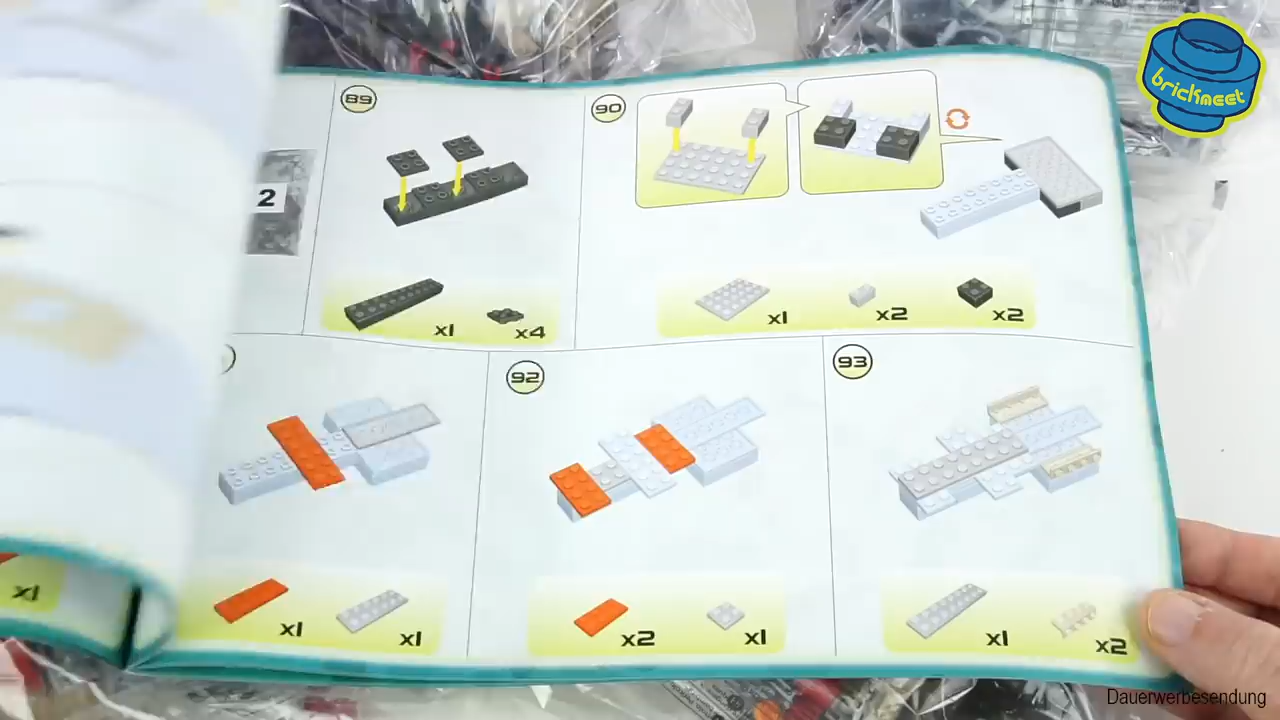 brickmeet
89
90
2
x1
x4
x1
x2
x2
92
93
x1
x1
x1
x2
x1
x1
x2
Dauerwerbesendung